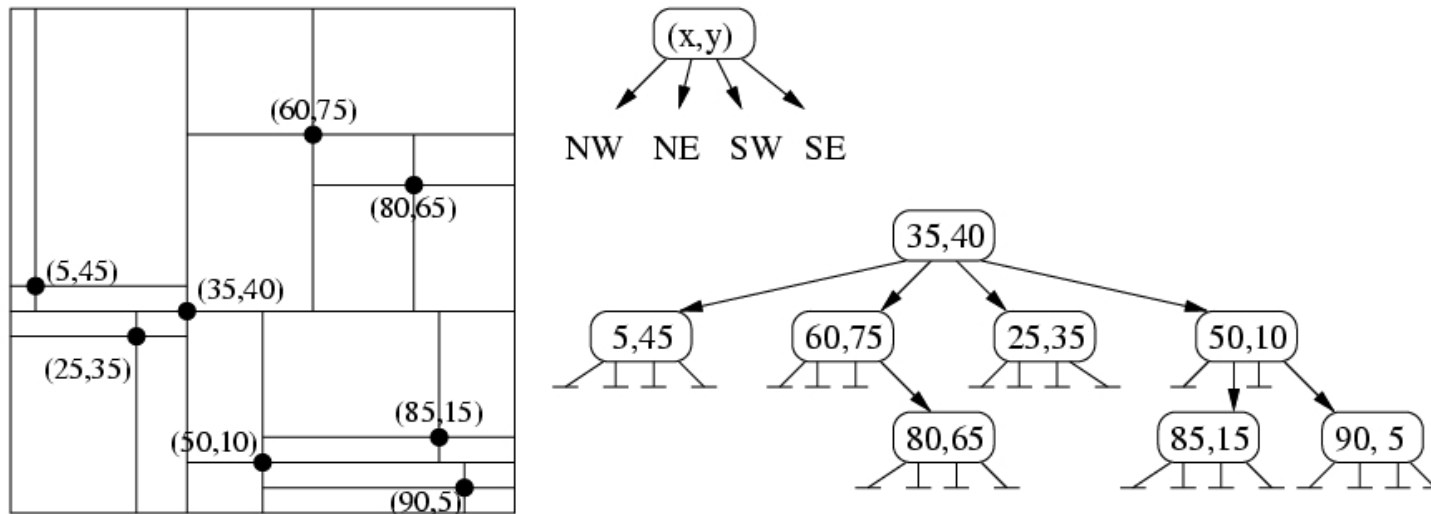 (60,75)
(80,65)
(5,45)
(35,40)
(25,35)
(85,15)
(50,10)
(90,5)
(x,y)
NW NE SW SE
35,40
5,45 60,75 25,35 50,10
80,65 85,15 90, 5